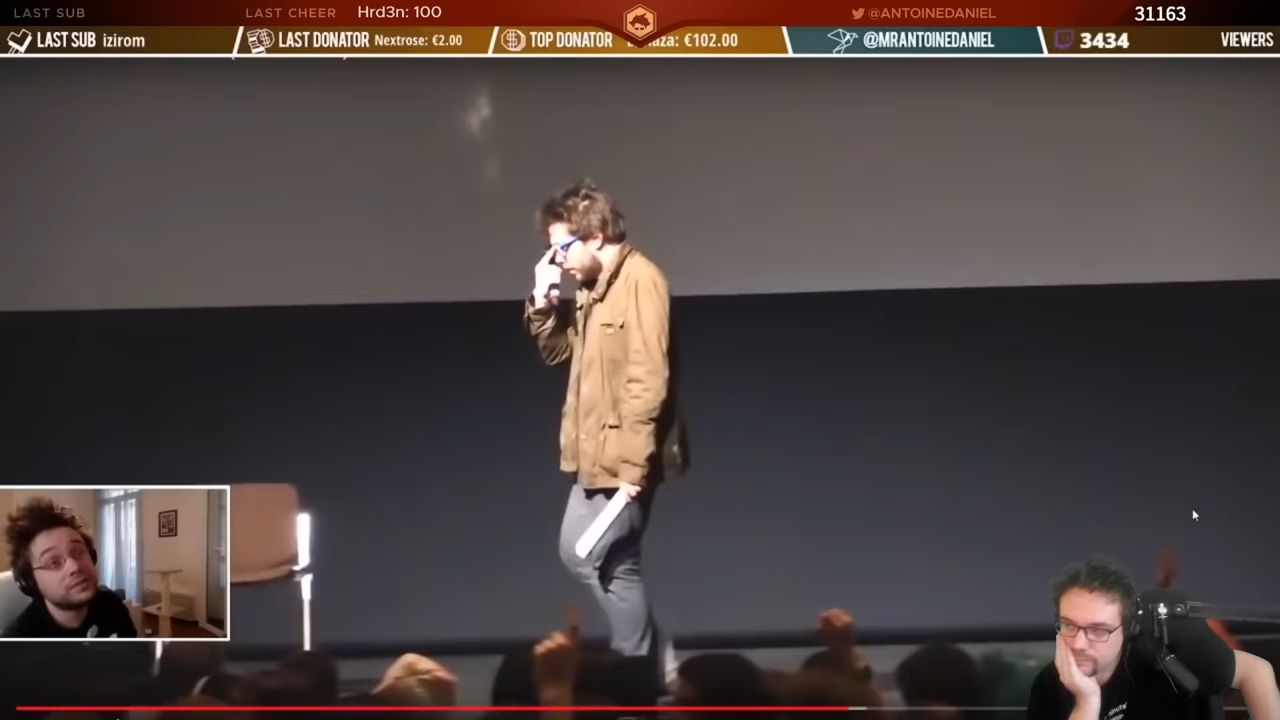 LAST SUB
LAST CHEER Hrd3n: 100
@ANTOINEDANIEL
31163
LAST SUB izirom
LAST DONATOR Nextrose: €2.00
TOP DONATOR €102.00
@MRANTOINEDANIEL
3434 VIEWERS